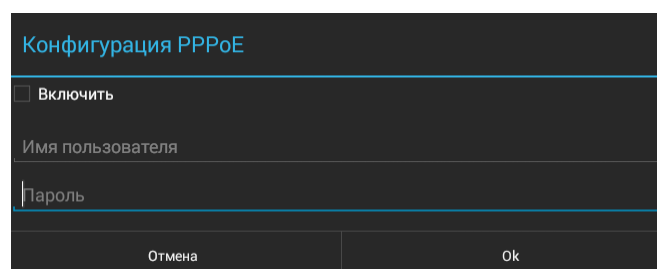 Конфигурация PPPoE
Включить
Имя пользователя
Пароль
Отмена Ok